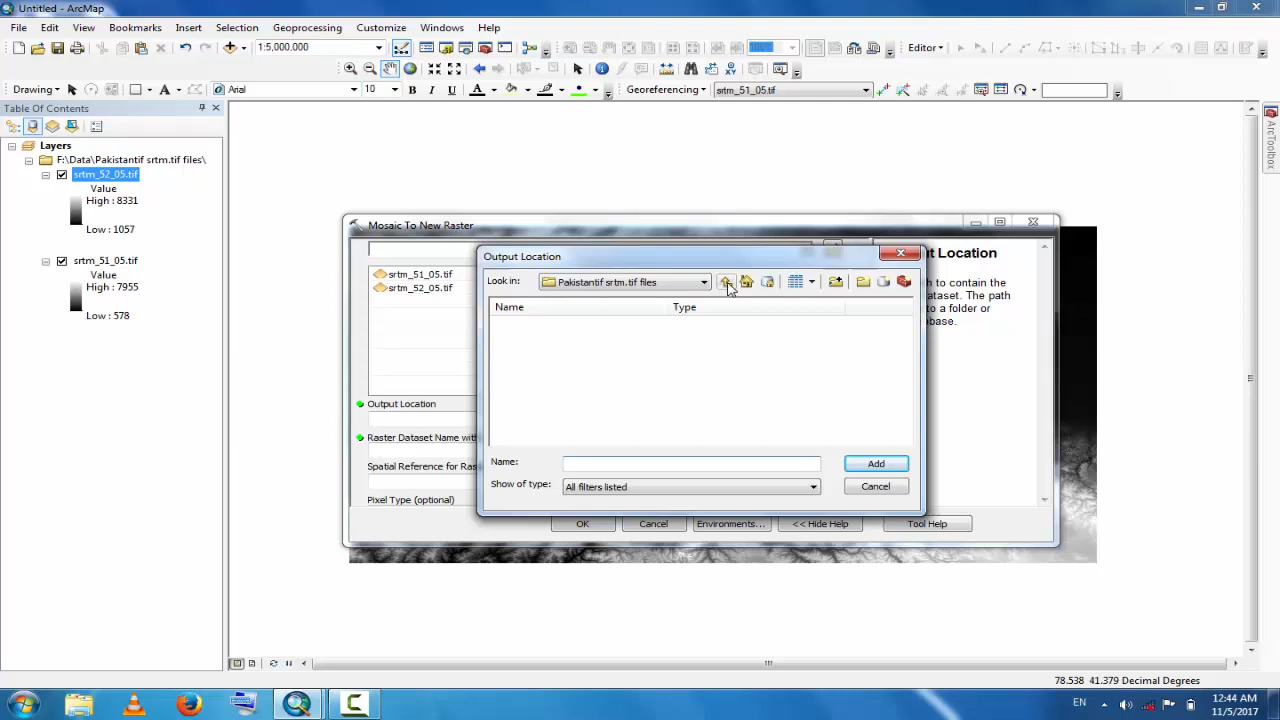 Untitled - ArcMap
File Edit View Bookmarks Insert Selection Geoprocessing Customize Windows Help
1:5,000,000
Editor
Drawing
Arial
10
B I U A
Georeferencing
srtm_51_05.tif
Table Of Contents
Layers
F:\Data\Pakistantif srtm.tif files\
srtm_52_05.tif
Value
High : 8331
Low : 1057
srtm_51_05.tif
Value
High : 7955
Low : 578
ArcToolbox
Mosaic To New Raster
srtm_51_05.tif
srtm_52_05.tif
Output Location
Raster Dataset Name with
Spatial Reference for Ras
Pixel Type (optional)
OK
Cancel
Environments...
<< Hide Help
Tool Help
ut Location
h to contain the
ataset. The path
to a folder or
base.
Output Location
Look in:
Pakistantif srtm.tif files
Name
Type
Name:
Add
Show of type:
All filters listed
Cancel
78.538 41.379 Decimal Degrees
EN
12:44 AM
11/5/2017